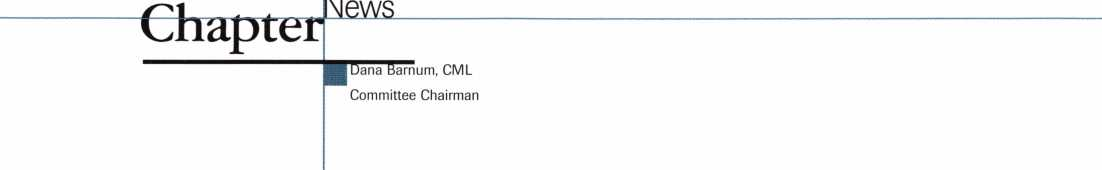 Chapter News
Dana Barnum, CML
Committee Chairman